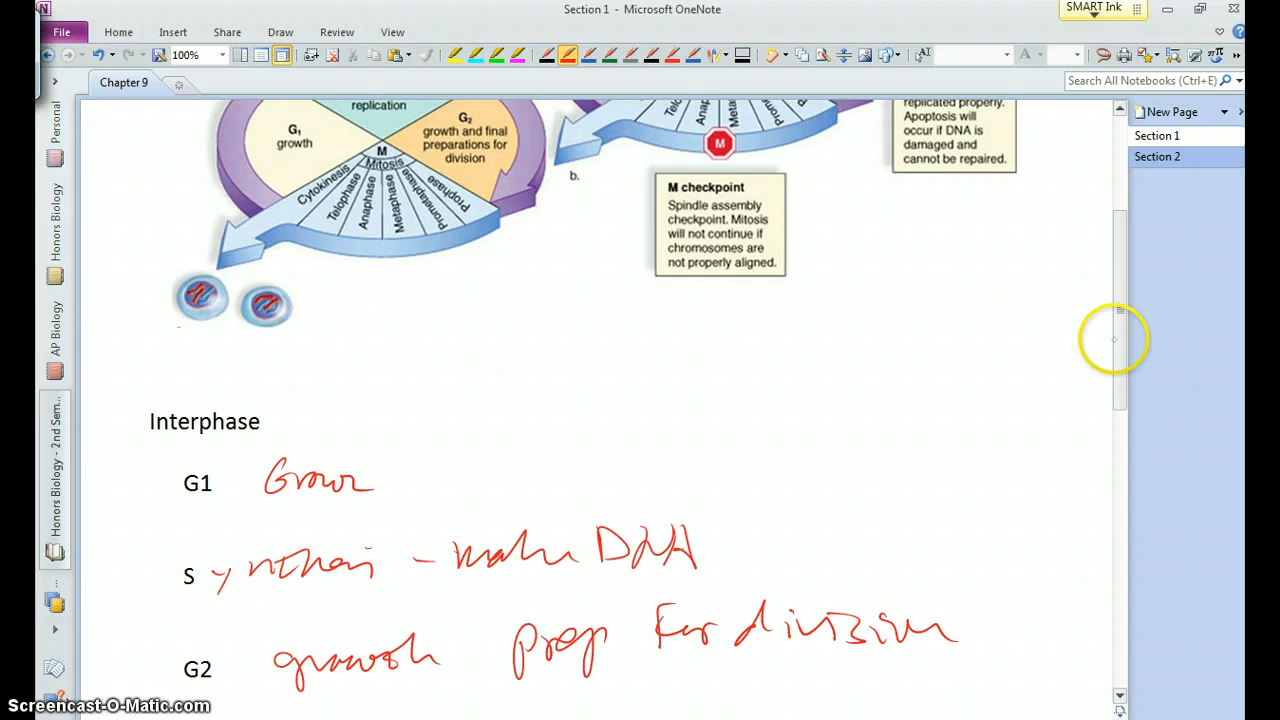 Section 1 - Microsoft OneNote
SMART Ink
File Home Insert Share Draw Review View
100%
Chapter 9
Search All Notebooks (Ctrl+E)
New Page
Section 1
Section 2
Personal
Honors Biology
AP Biology
Honors Biology - 2nd Sem...
replication
G1
growth
G2
growth and final
preparations for
division
M
Mitosis
Cytokinesis
Telophase
Anaphase
Metaphase
Prometaphase
Prophase
b.
M
M checkpoint
Spindle assembly
checkpoint. Mitosis
will not continue if
chromosomes are
not properly aligned.
replicated properly.
Apoptosis will
occur if DNA is
damaged and
cannot be repaired.
Interphase
G1 Grow
S ynthesis - make DNA
G2 growth prep For division
Screencast-O-Matic.com